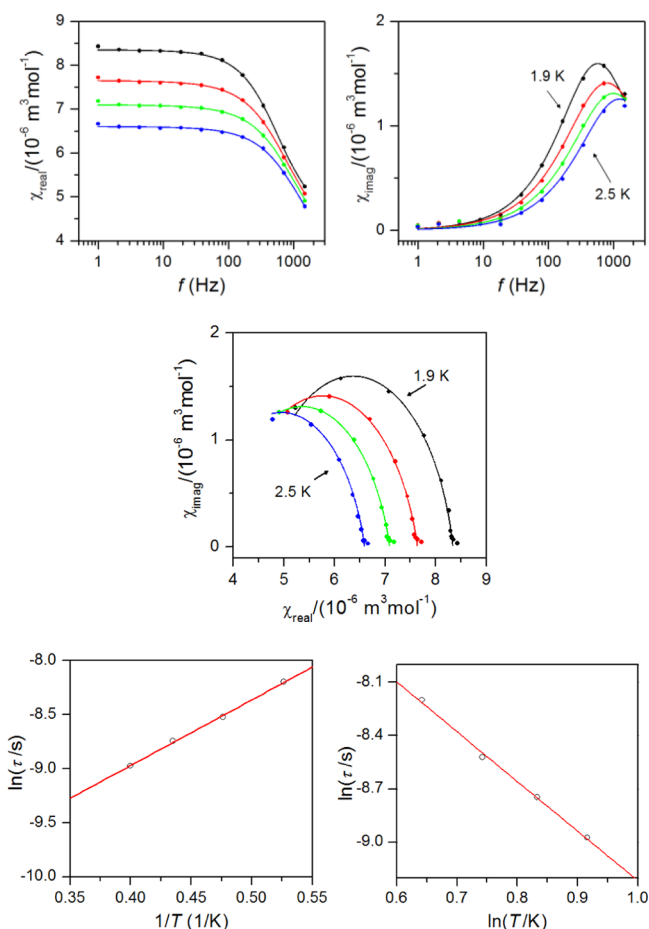 9
8
7
6
5
4
1 10 100 1000
f (Hz)
χreal/(10⁻⁶ m³mol⁻¹)
2
1
0
1 10 100 1000
f (Hz)
χimag/(10⁻⁶ m³mol⁻¹)
1.9 K
2.5 K
2
1
0
4 5 6 7 8 9
χreal/(10⁻⁶ m³mol⁻¹)
χimag/(10⁻⁶ m³mol⁻¹)
1.9 K
2.5 K
-8.0
-8.5
-9.0
-9.5
-10.0
0.35 0.40 0.45 0.50 0.55
1/T (1/K)
ln(τ/s)
-8.1
-8.4
-8.7
-9.0
0.6 0.7 0.8 0.9 1.0
ln(T/K)
ln(τ/s)